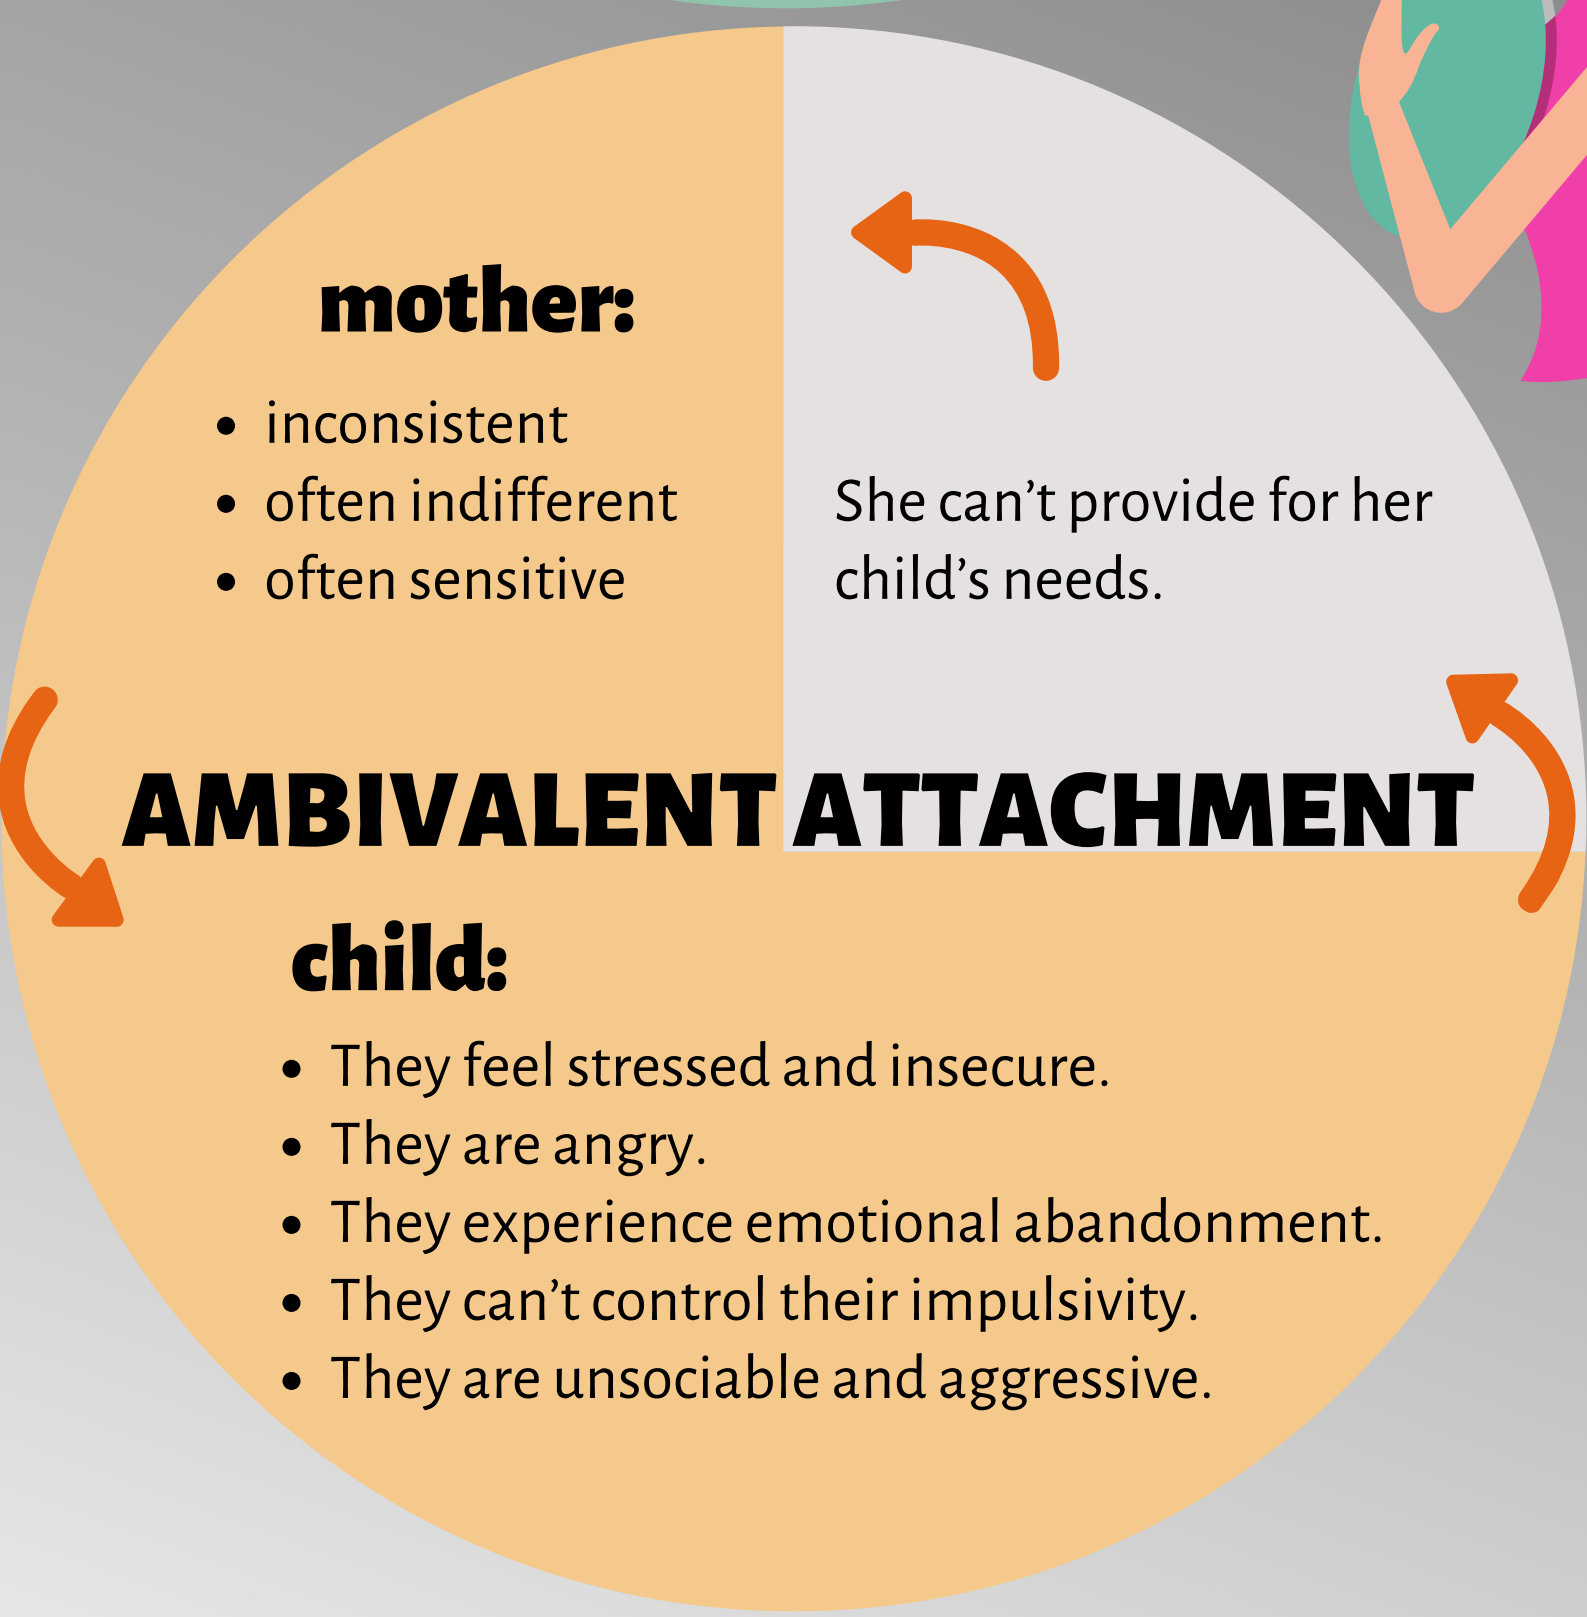 mother:
• inconsistent
• often indifferent
• often sensitive
She can’t provide for her
child’s needs.
AMBIVALENT ATTACHMENT
child:
• They feel stressed and insecure.
• They are angry.
• They experience emotional abandonment.
• They can’t control their impulsivity.
• They are unsociable and aggressive.